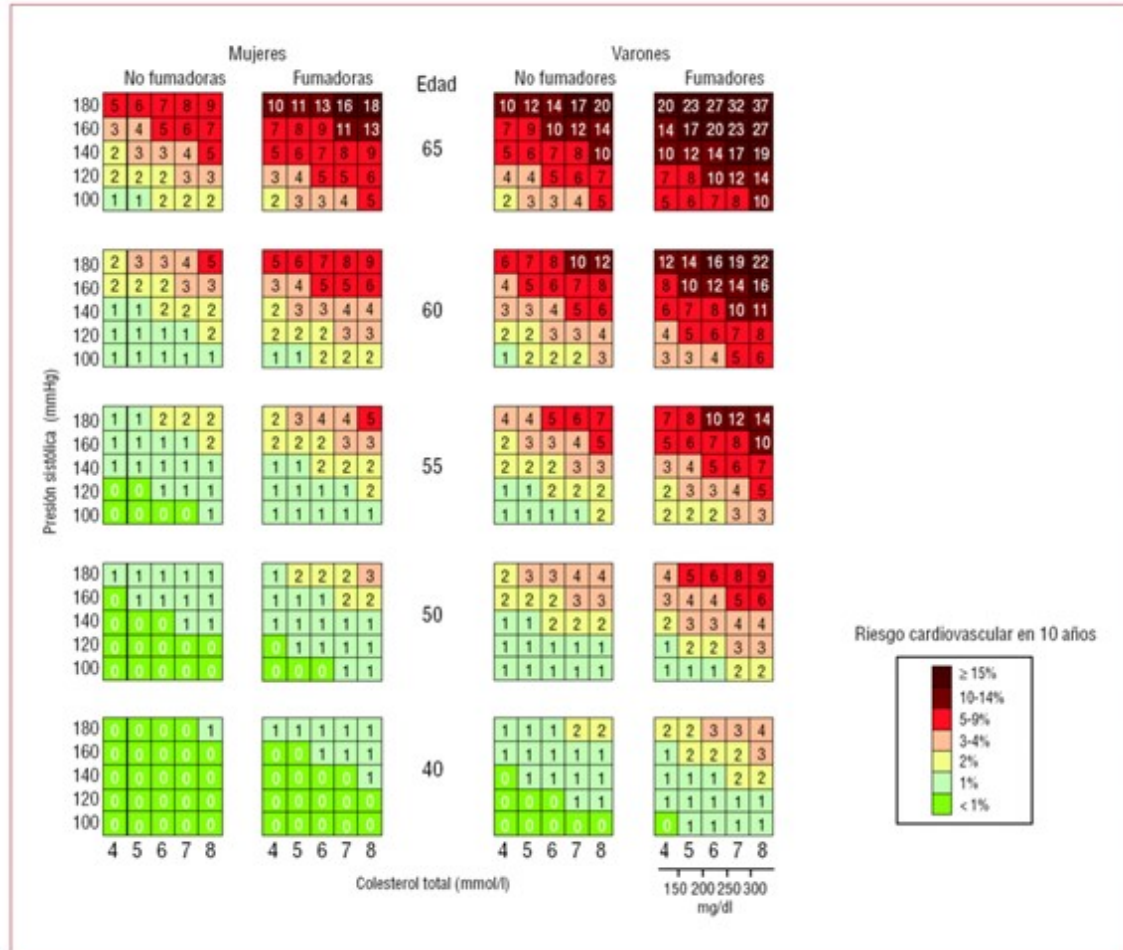 Mujeres Varones
No fumadoras Fumadoras Edad No fumadores Fumadores
180 5 6 7 8 9 10 11 13 16 18 10 12 14 17 20 20 23 27 32 37
160 3 4 5 6 7 7 8 9 11 13 7 9 10 12 14 14 17 20 23 27
140 2 3 3 4 5 5 6 7 8 9 65 5 6 7 8 10 10 12 14 17 19
120 2 2 2 3 3 3 4 5 5 6 4 4 5 6 7 7 8 10 12 14
100 1 1 2 2 2 2 3 3 4 5 2 3 3 4 5 5 6 7 8 10
180 2 3 3 4 5 5 6 7 8 9 6 7 8 10 12 12 14 16 19 22
160 2 2 2 3 3 3 4 5 5 6 4 5 6 7 8 8 10 12 14 16
140 1 1 2 2 2 2 3 3 4 4 60 3 3 4 5 6 6 7 8 10 11
120 1 1 1 1 2 2 2 2 3 3 2 2 3 3 4 4 5 6 7 8
100 1 1 1 1 1 1 1 2 2 2 1 2 2 2 3 3 3 4 5 6
Presión sistólica (mmHg)
180 1 1 2 2 2 2 3 4 4 5 4 4 5 6 7 7 8 10 12 14
160 1 1 1 1 2 2 2 2 3 3 2 3 3 4 5 5 6 7 8 10
140 1 1 1 1 1 1 1 2 2 2 55 2 2 2 3 3 3 4 5 6 7
120 0 0 1 1 1 1 1 1 1 2 1 1 2 2 2 2 3 3 4 5
100 0 0 0 0 1 1 1 1 1 1 1 1 1 1 2 2 2 2 3 3
180 1 1 1 1 1 1 2 2 2 3 2 3 3 4 4 4 5 6 8 9
160 0 1 1 1 1 1 1 1 2 2 2 2 2 3 3 3 4 4 5 6
140 0 0 0 1 1 1 1 1 1 1 50 1 1 2 2 2 2 3 3 4 4
120 0 0 0 0 0 0 1 1 1 1 1 1 1 1 1 1 2 2 3 3
100 0 0 0 0 0 0 0 0 1 1 1 1 1 1 1 1 1 1 2 2
180 0 0 0 0 1 1 1 1 1 1 1 1 1 2 2 2 2 3 3 4
160 0 0 0 0 0 0 0 1 1 1 1 1 1 1 1 1 2 2 2 3
140 0 0 0 0 0 0 0 0 0 1 40 0 1 1 1 1 1 1 1 2 2
120 0 0 0 0 0 0 0 0 0 0 0 0 0 1 1 1 1 1 1 1
100 0 0 0 0 0 0 0 0 0 0 0 0 0 0 0 0 1 1 1 1
4 5 6 7 8 4 5 6 7 8 4 5 6 7 8 4 5 6 7 8
Colesterol total (mmol/l)
150 200 250 300
mg/dl
Riesgo cardiovascular en 10 años
≥ 15%
10-14%
5-9%
3-4%
2%
1%
< 1%